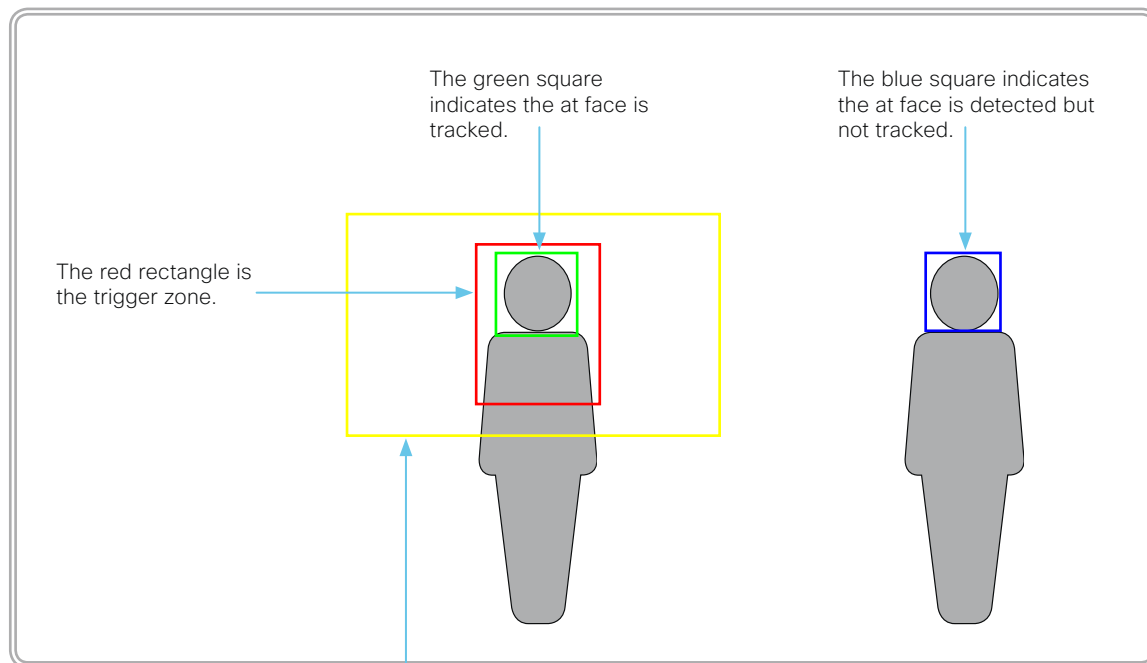 The green square
indicates the at face is
tracked.
The blue square indicates
the at face is detected but
not tracked.
The red rectangle is
the trigger zone.